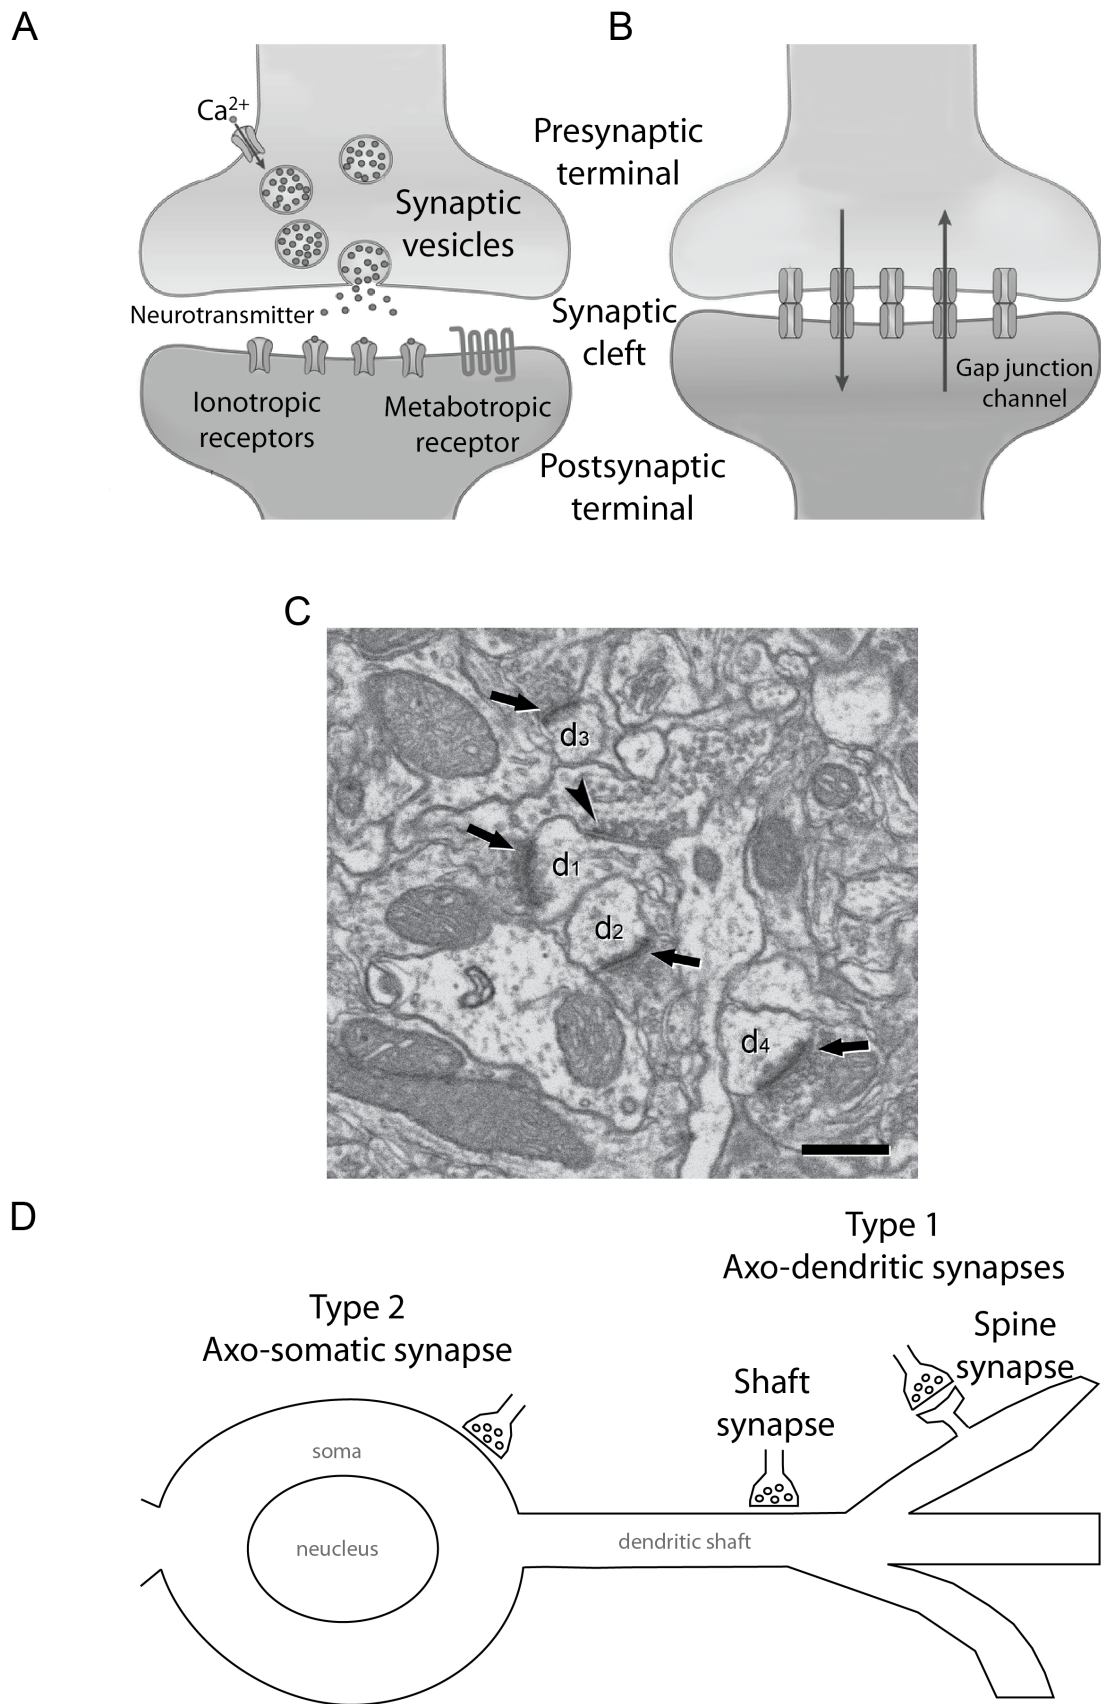 A
B
Ca2+
Presynaptic
terminal
Synaptic
vesicles
Neurotransmitter
Synaptic
cleft
Gap junction
channel
Ionotropic
receptors
Metabotropic
receptor
Postsynaptic
terminal
C
d3
d1
d2
d4
D
Type 1
Axo-dendritic synapses
Type 2
Axo-somatic synapse
Spine
synapse
Shaft
synapse
soma
neucleus
dendritic shaft